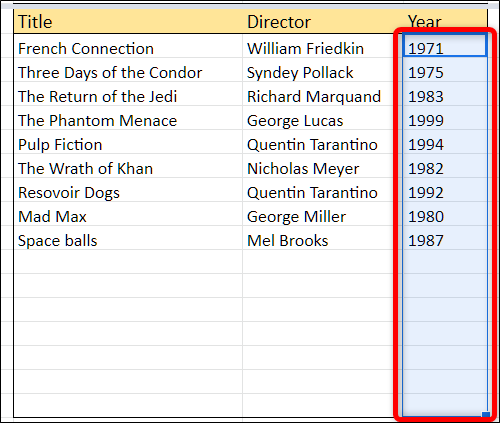 Title Director Year
French Connection William Friedkin 1971
Three Days of the Condor Syndey Pollack 1975
The Return of the Jedi Richard Marquand 1983
The Phantom Menace George Lucas 1999
Pulp Fiction Quentin Tarantino 1994
The Wrath of Khan Nicholas Meyer 1982
Resovoir Dogs Quentin Tarantino 1992
Mad Max George Miller 1980
Space balls Mel Brooks 1987